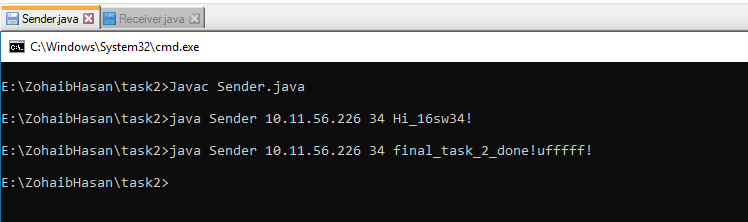 Sender.java Receiver.java
C:\Windows\System32\cmd.exe
E:\ZohaibHasan\task2>Javac Sender.java
E:\ZohaibHasan\task2>java Sender 10.11.56.226 34 Hi_16sw34!
E:\ZohaibHasan\task2>java Sender 10.11.56.226 34 final_task_2_done!ufffff!
E:\ZohaibHasan\task2>